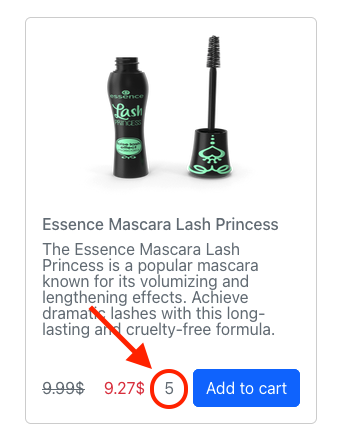 essence
Lash
PRINCESS
Essence Mascara Lash Princess
The Essence Mascara Lash
Princess is a popular mascara
known for its volumizing and
lengthening effects. Achieve
dramatic lashes with this long-
lasting and cruelty-free formula.
9.99$ 9.27$ 5 Add to cart